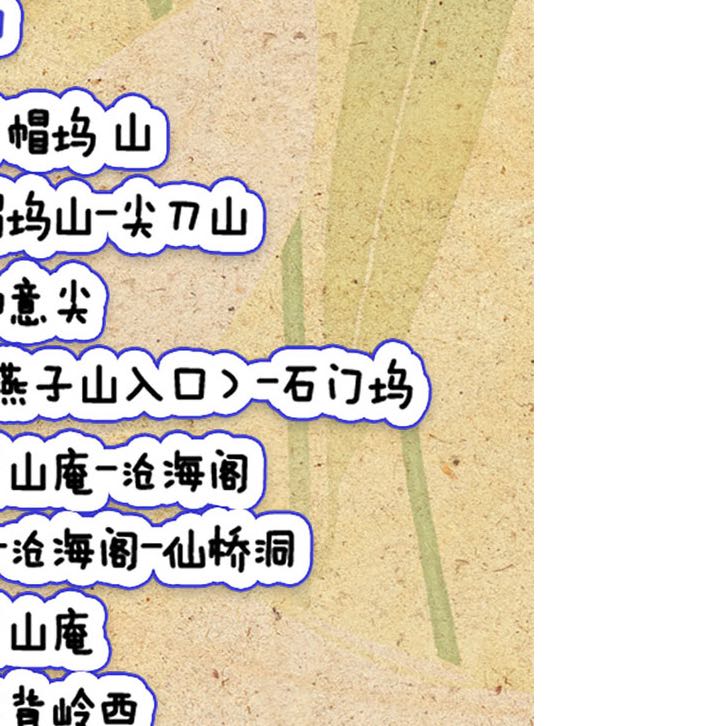 帽坞 山
坞山-尖刀山
意尖
燕子山入口)-石门坞
山庵-沧海阁
-沧海阁-仙桥洞
山庵
背岭西